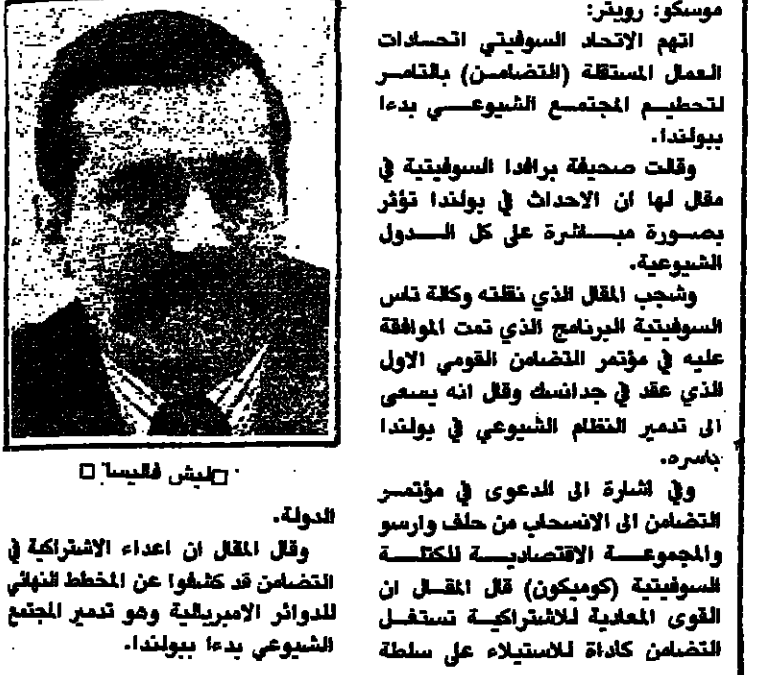 موسكو: رويتر:
اتهم الاتحاد السوفيتي اتحسادات
العمال المستقلة (التضامن) بالتامر
لتحطيم المجتمع الشيوعي بدءا
ببولندا.
وقالت صحيفة برافدا السوفيتية في
مقال لها ان الاحداث في بولندا تؤثر
بصورة مباشرة على كل الدول
الشيوعية.
وشجب المقال الذي نقلته وكالة تاس
السوفيتية البرنامج الذي تمت الموافقة
عليه في مؤتمر التضامن القومي الاول
الذي عقد في جدانسك وقال انه يسعى
الى تدمير النظام الشيوعي في بولندا
باسره.
وفي اشارة الى الدعوى في مؤتمر
التضامن الى الانسحاب من حلف وارسو
والمجموعة الاقتصادية للكتلة
السوفيتية (كوميكون) قال المقال ان
القوى المعادية للاشتراكية تستغل
التضامن كاداة للاستيلاء على سلطة
□ ليش فاليسا □
الدولة.
وقال المقال ان اعداء الاشتراكية في
التضامن قد كشفوا عن المخطط النهائي
للدوائر الامبريالية وهو تدمير المجتمع
الشيوعي بدءا ببولندا.